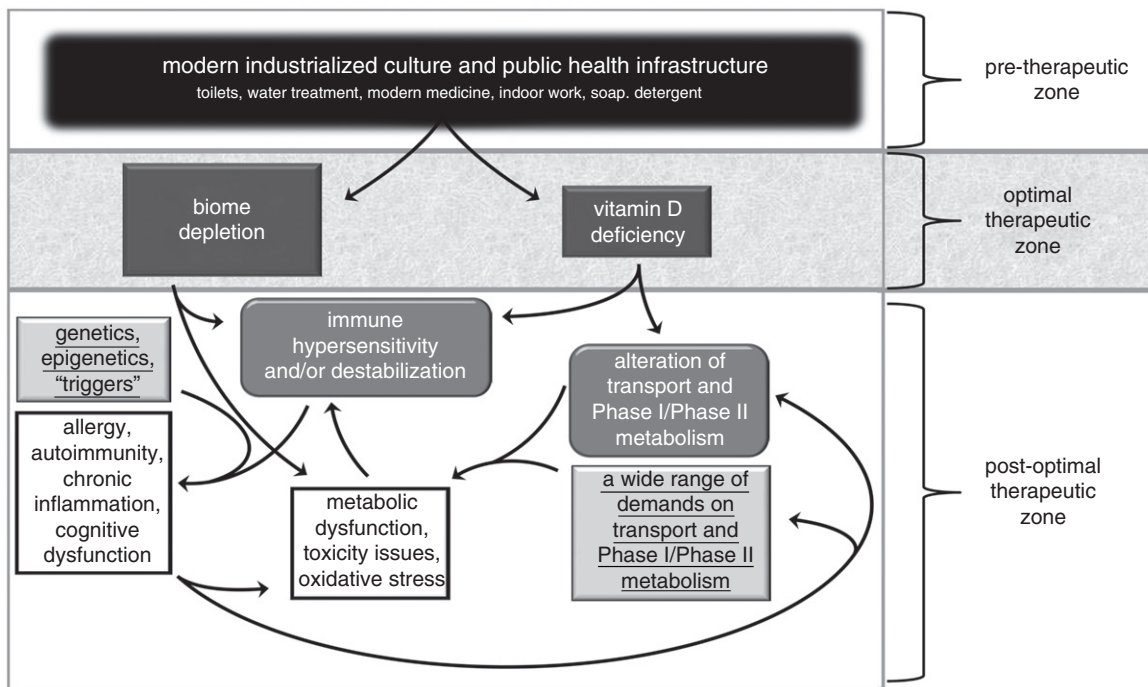 modern industrialized culture and public health infrastructure
toilets, water treatment, modern medicine, indoor work, soap. detergent
pre-therapeutic
zone
biome
depletion
vitamin D
deficiency
optimal
therapeutic
zone
genetics,
epigenetics,
“triggers”
immune
hypersensitivity
and/or destabilization
alteration of
transport and
Phase I/Phase II
metabolism
allergy,
autoimmunity,
chronic
inflammation,
cognitive
dysfunction
metabolic
dysfunction,
toxicity issues,
oxidative stress
a wide range of
demands on
transport and
Phase I/Phase II
metabolism
post-optimal
therapeutic
zone